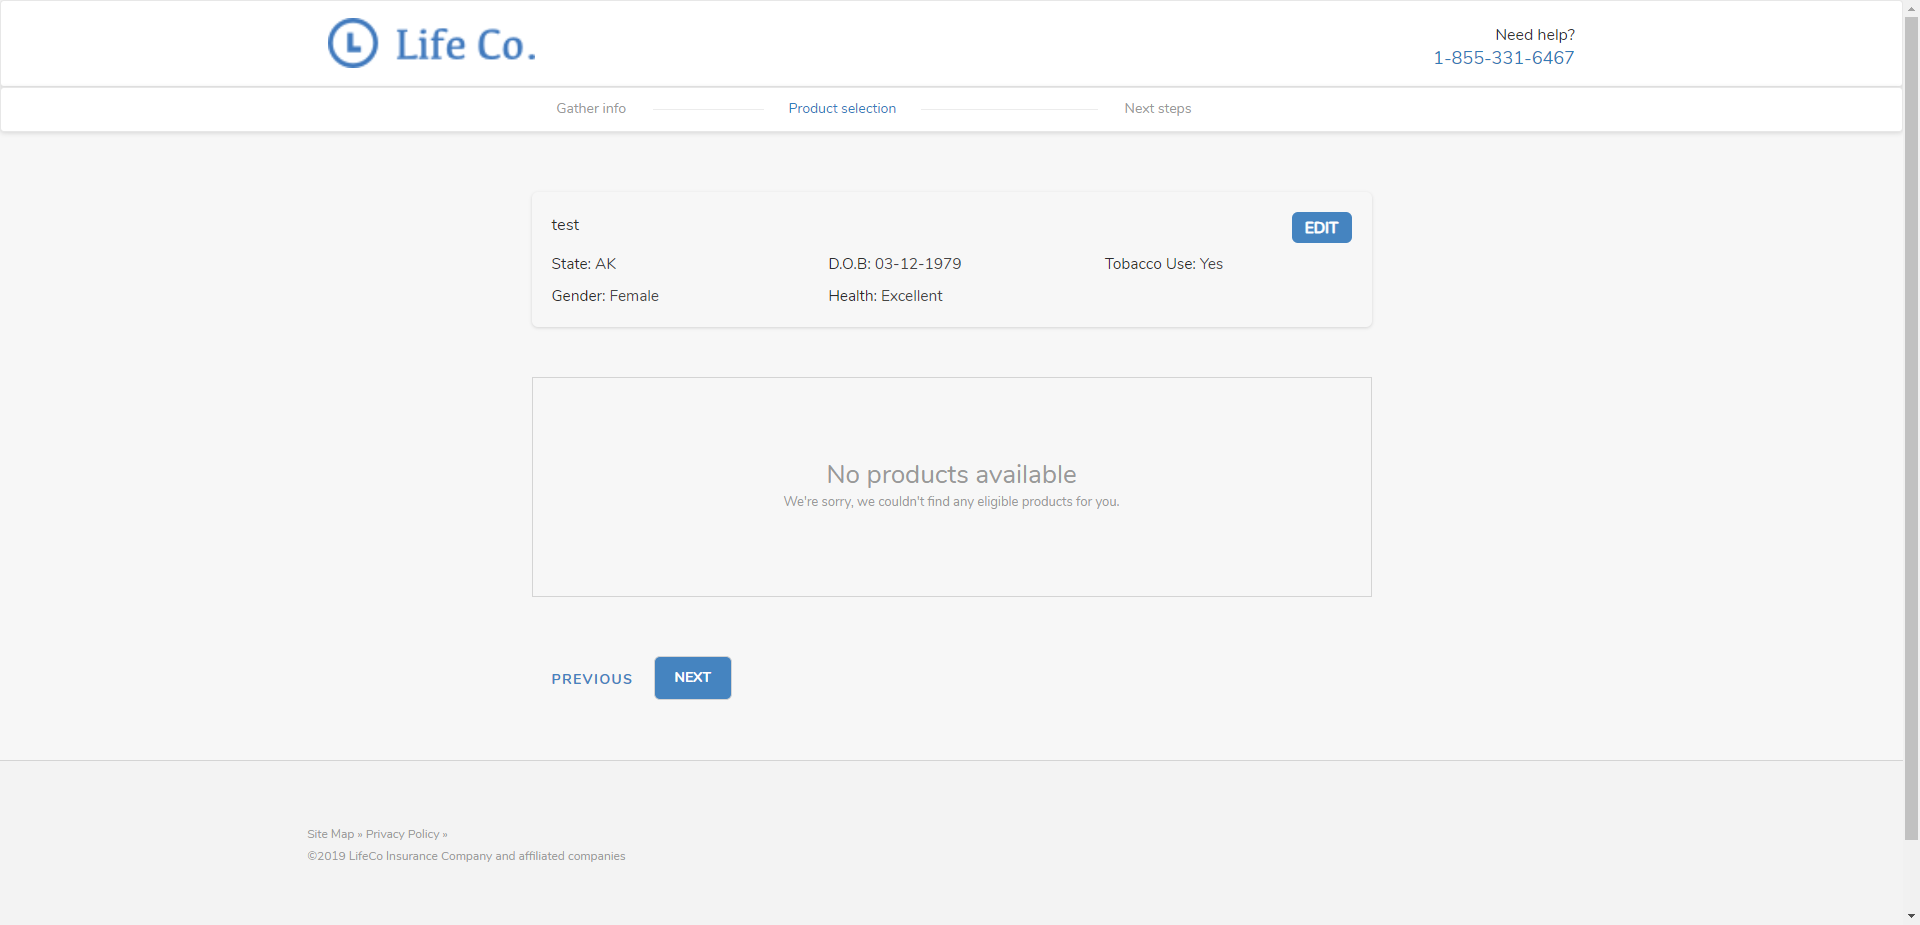 L Life Co.
Need help?
1-855-331-6467
Gather info
Product selection
Next steps
test
EDIT
State: AK
D.O.B: 03-12-1979
Tobacco Use: Yes
Gender: Female
Health: Excellent
No products available
We're sorry, we couldn't find any eligible products for you.
PREVIOUS
NEXT
Site Map » Privacy Policy »
©2019 LifeCo Insurance Company and affiliated companies